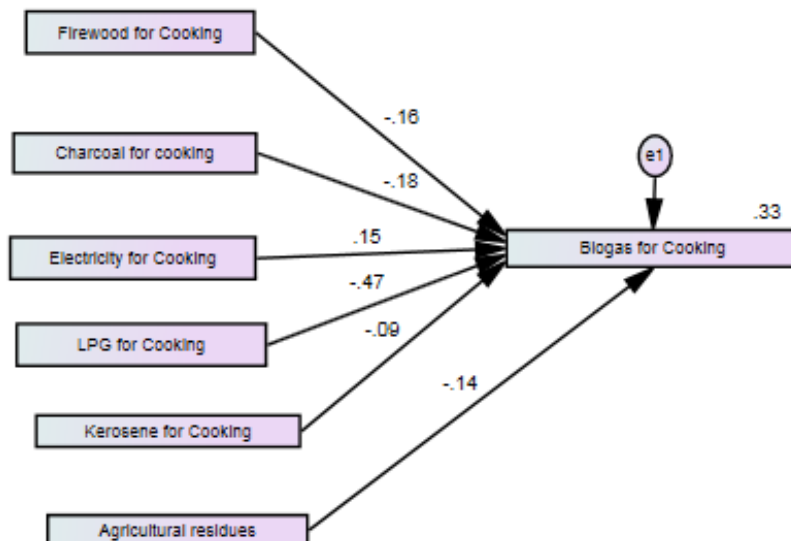 Firewood for Cooking
-.16
Charcoal for cooking
-.18
e1
.33
Electricity for Cooking
.15
Biogas for Cooking
-.47
LPG for Cooking
-.09
-.14
Kerosene for Cooking
Agricultural residues